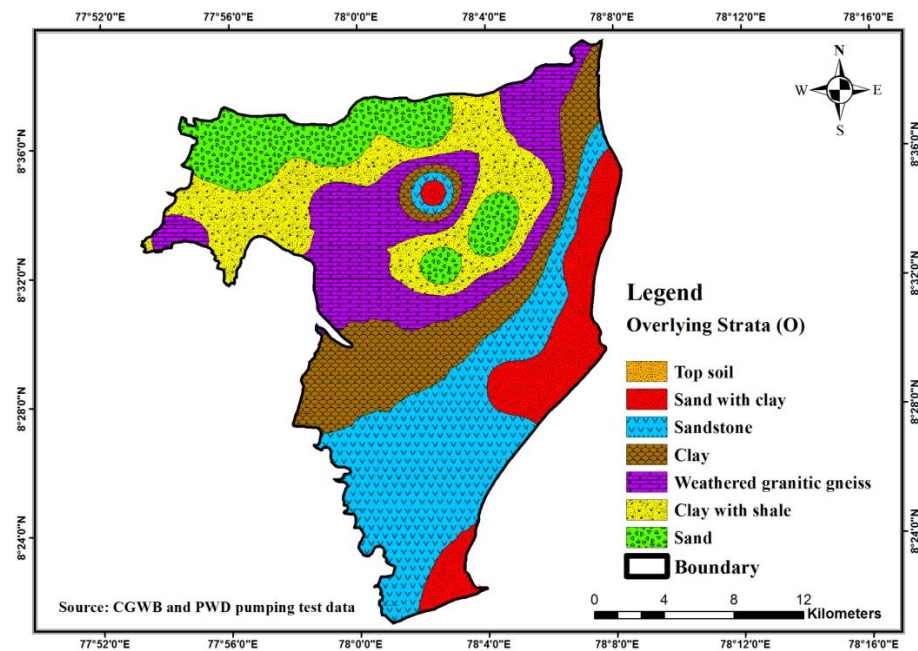 77°52'0"E 77°56'0"E 78°0'0"E 78°4'0"E 78°8'0"E 78°12'0"E 78°16'0"E
N
W E
S
8°36'0"N 8°36'0"N
8°32'0"N 8°32'0"N
Legend
Overlying Strata (O)
Top soil
Sand with clay
8°28'0"N 8°28'0"N
Sandstone
Clay
Weathered granitic gneiss
Clay with shale
8°24'0"N 8°24'0"N
Sand
Boundary
Source: CGWB and PWD pumping test data
0 2 4 8 12
Kilometers
77°52'0"E 77°56'0"E 78°0'0"E 78°4'0"E 78°8'0"E 78°12'0"E 78°16'0"E